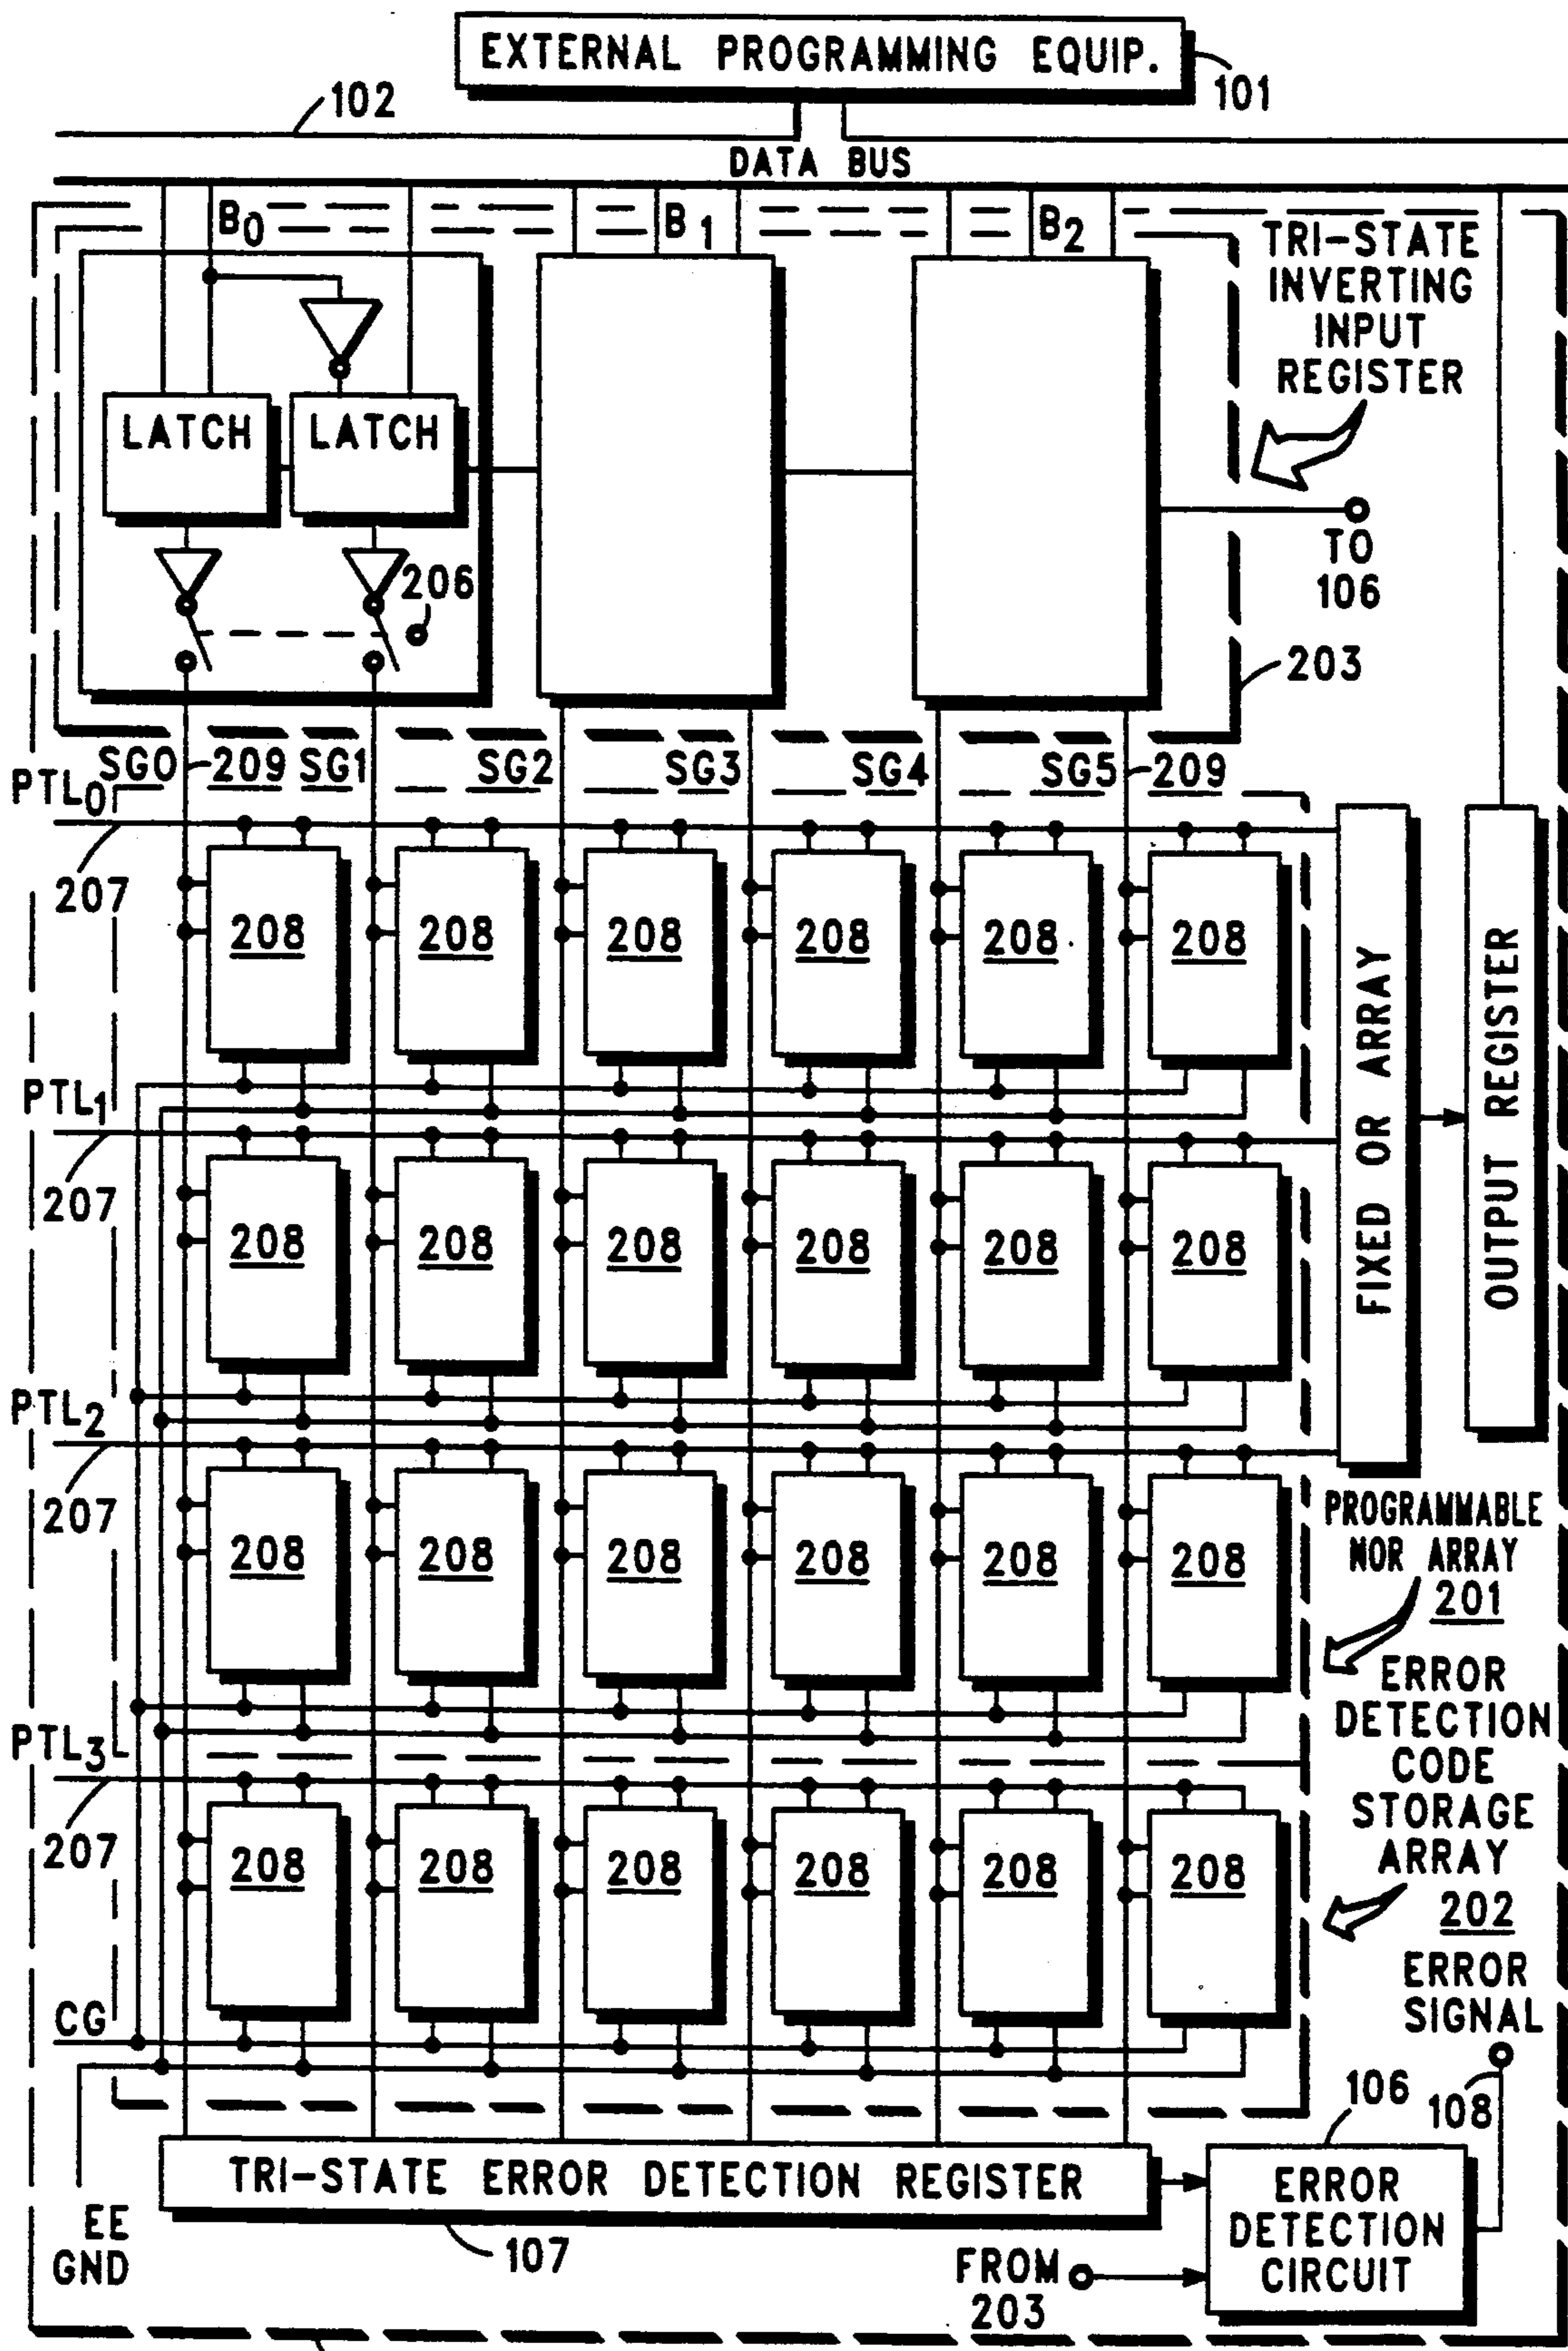 EXTERNAL PROGRAMMING EQUIP.
101
102
DATA BUS
B0
B1
B2
TRI-STATE
INVERTING
INPUT
REGISTER
LATCH
LATCH
206
TO
106
203
SG0
209
SG1
SG2
SG3
SG4
SG5
209
PTL0
207
208
208
208
208
208
208
PTL1
207
208
208
208
208
208
208
FIXED OR ARRAY
OUTPUT REGISTER
PTL2
207
208
208
208
208
208
208
PROGRAMMABLE
NOR ARRAY
201
PTL3
207
208
208
208
208
208
208
ERROR
DETECTION
CODE
STORAGE
ARRAY
202
CG
ERROR
SIGNAL
108
106
TRI-STATE ERROR DETECTION REGISTER
107
EE
GND
ERROR
DETECTION
CIRCUIT
FROM
203